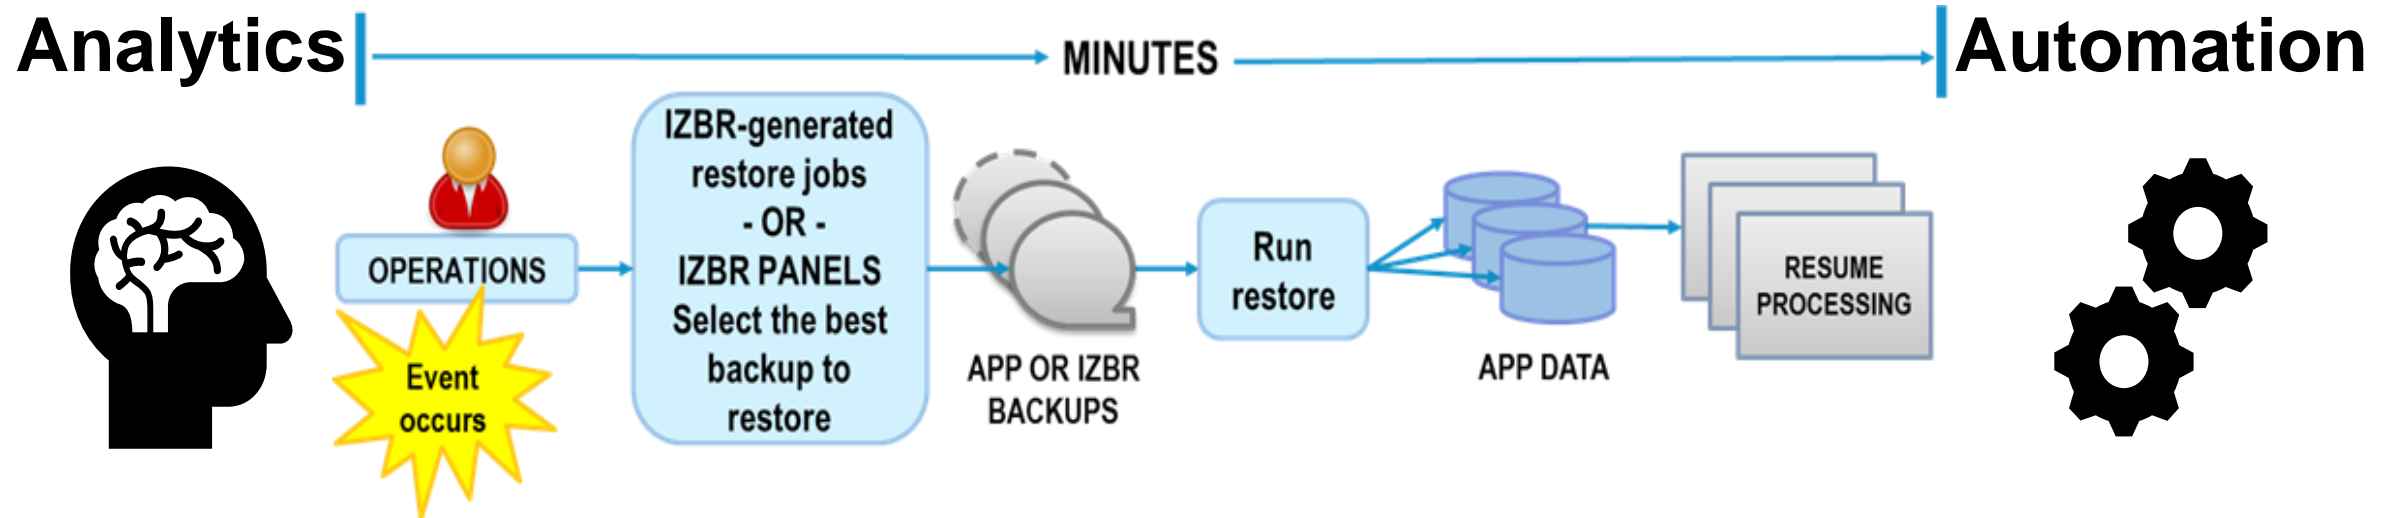 Analytics
MINUTES
Automation
OPERATIONS
Event
occurs
IZBR-generated
restore jobs
- OR -
IZBR PANELS
Select the best
backup to
restore
APP OR IZBR
BACKUPS
Run
restore
APP DATA
RESUME
PROCESSING